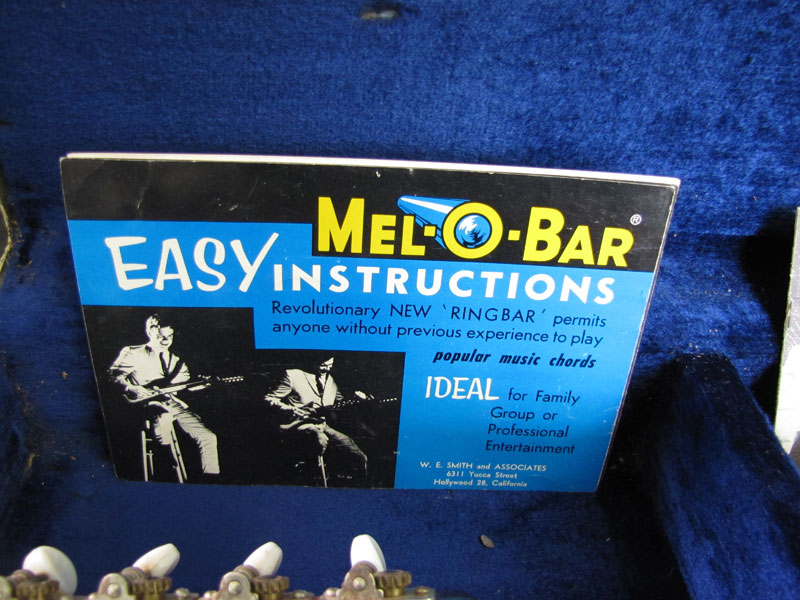 MEL-O-BAR ®
EASY INSTRUCTIONS
Revolutionary NEW 'RINGBAR' permits
anyone without previous experience to play
popular music chords
IDEAL for Family
Group or
Professional
Entertainment
W. E. SMITH and ASSOCIATES
6311 Yucca Street
Hollywood 28, California